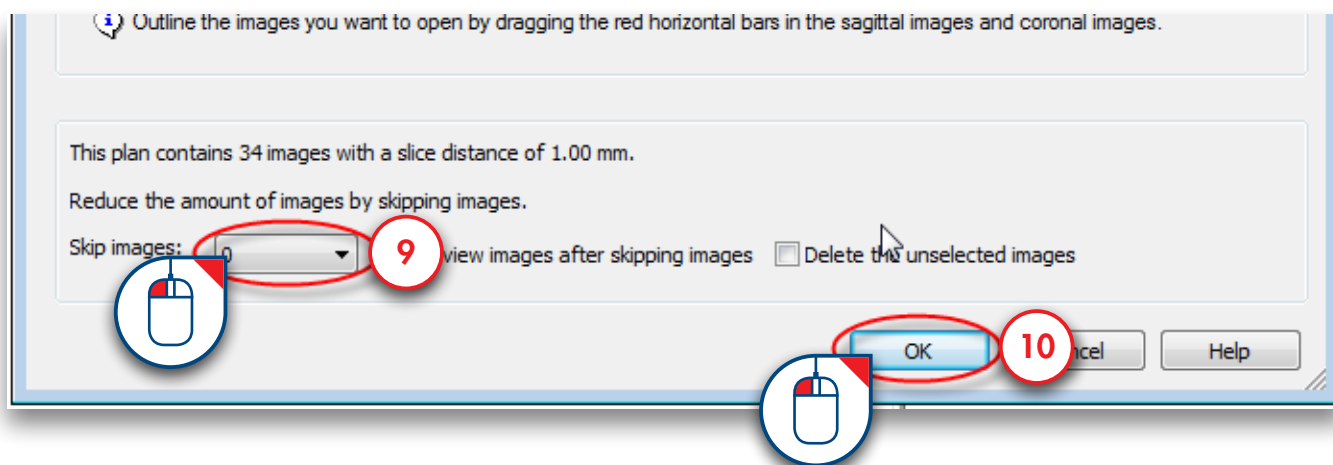 Outline the images you want to open by dragging the red horizontal bars in the sagittal images and coronal images.
This plan contains 34 images with a slice distance of 1.00 mm.
Reduce the amount of images by skipping images.
Skip images: 0 9 view images after skipping images Delete the unselected images
OK 10 ncel Help